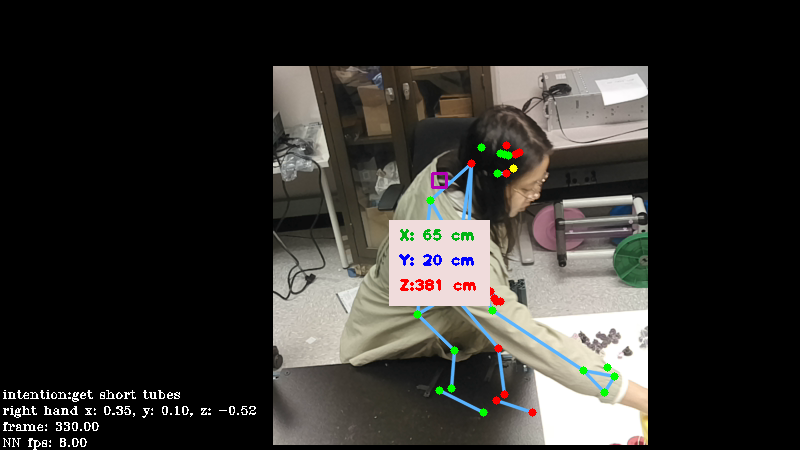 X: 65 cm
Y: 20 cm
Z:381 cm
intention:get short tubes
right hand x: 0.35, y: 0.10, z: -0.52
frame: 330.00
NN fps: 8.00